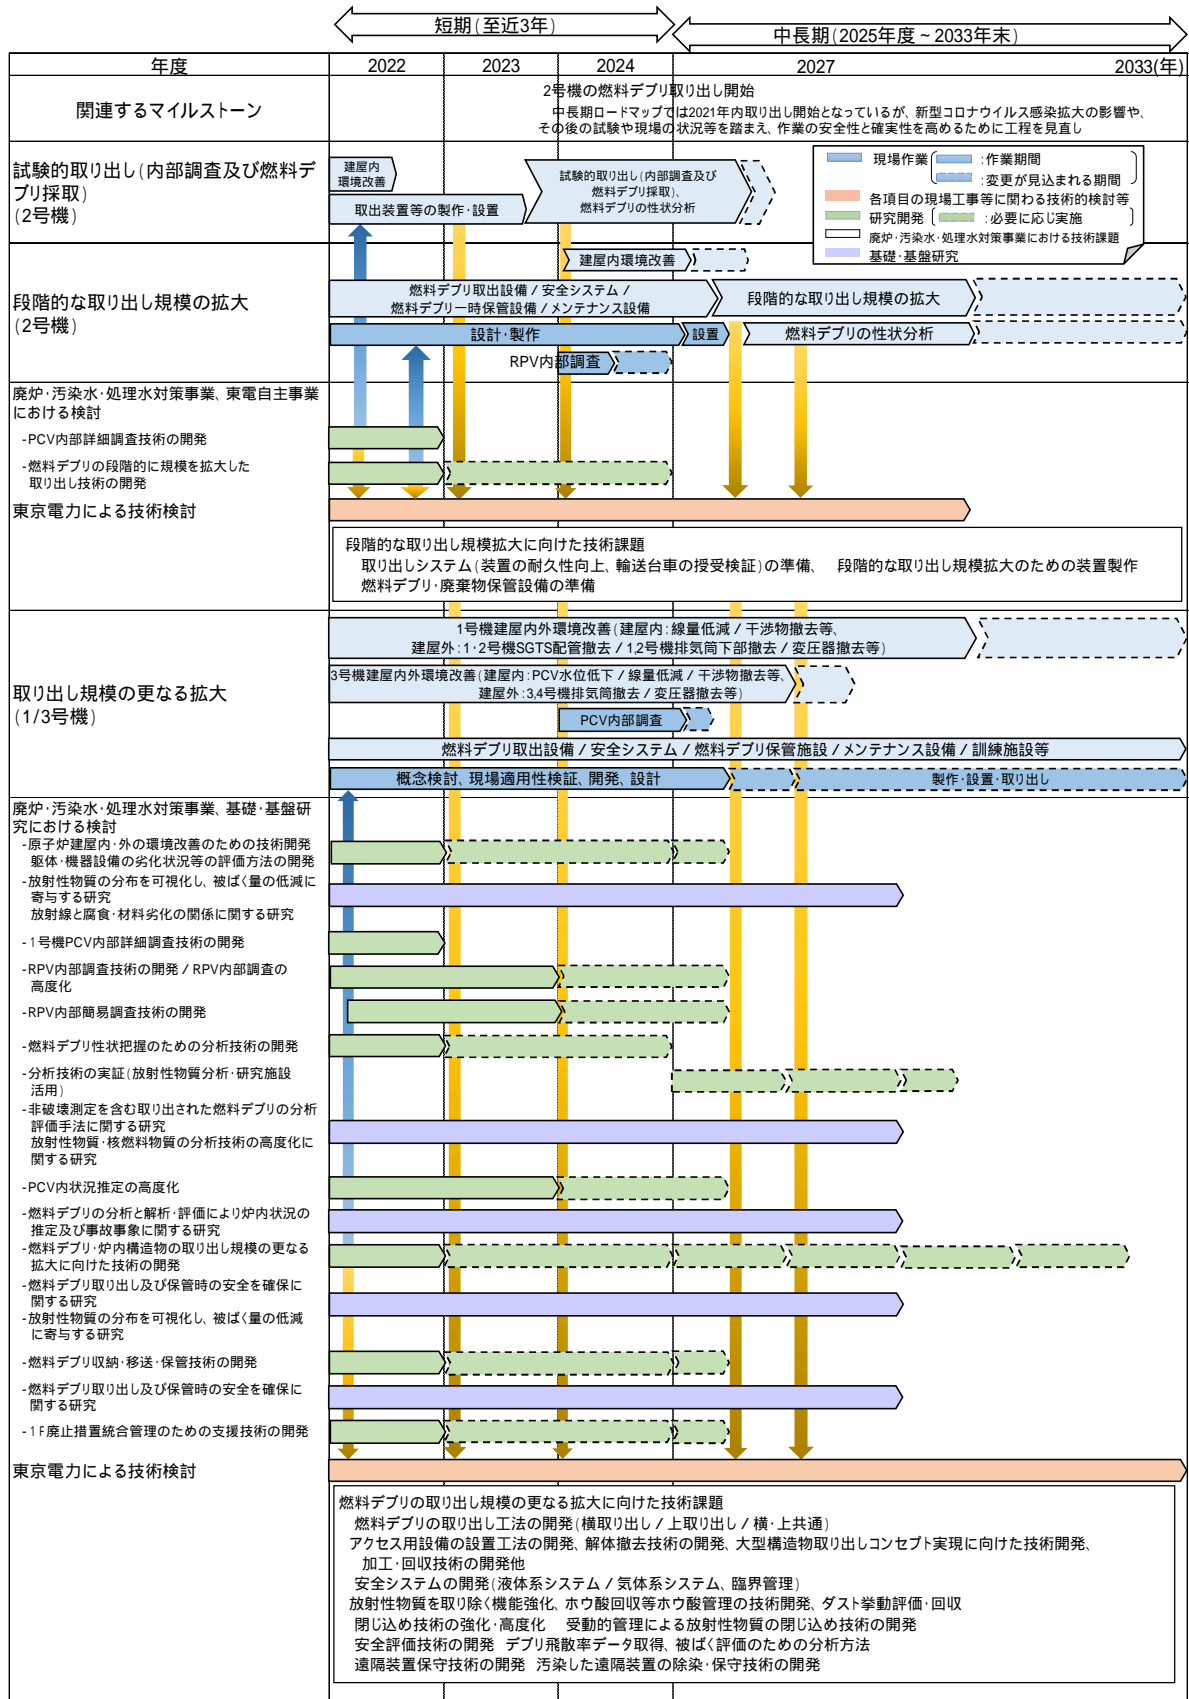 短期(至近3年)
中長期(2025年度~2033年末)
年度
2022
2023
2024
2027
2033(年)
関連するマイルストーン
2号機の燃料デブリ取り出し開始
中長期ロードマップでは2021年内取り出し開始となっているが、新型コロナウイルス感染拡大の影響や、
その後の試験や現場の状況等を踏まえ、作業の安全性と確実性を高めるために工程を見直し
現場作業
:作業期間
:変更が見込まれる期間
各項目の現場工事等に関わる技術的検討等
研究開発
:必要に応じ実施
廃炉・汚染水・処理水対策事業における技術課題
基礎・基盤研究
試験的取り出し(内部調査及び燃料デ
ブリ採取)
(2号機)
建屋内
環境改善
取出装置等の製作・設置
試験的取り出し(内部調査及び
燃料デブリ採取)、
燃料デブリの性状分析
段階的な取り出し規模の拡大
(2号機)
建屋内環境改善
燃料デブリ取出設備/安全システム/
燃料デブリ一時保管設備/メンテナンス設備
段階的な取り出し規模の拡大
設計・製作
設置
燃料デブリの性状分析
RPV内部調査
廃炉・汚染水・処理水対策事業、東電自主事業
における検討
-PCV内部詳細調査技術の開発
-燃料デブリの段階的に規模を拡大した
取り出し技術の開発
東京電力による技術検討
段階的な取り出し規模拡大に向けた技術課題
取り出しシステム(装置の耐久性向上、輸送台車の授受検証)の準備、 段階的な取り出し規模拡大のための装置製作
燃料デブリ・廃棄物保管設備の準備
取り出し規模の更なる拡大
(1/3号機)
1号機建屋内外環境改善(建屋内:線量低減/干渉物撤去等、
建屋外:1・2号機SGTS配管撤去/1,2号機排気筒下部撤去/変圧器撤去等)
3号機建屋内外環境改善(建屋内:PCV水位低下/線量低減/干渉物撤去等、
建屋外:3,4号機排気筒撤去/変圧器撤去等)
PCV内部調査
燃料デブリ取出設備/安全システム/燃料デブリ保管施設/メンテナンス設備/訓練施設等
概念検討、現場適用性検証、開発、設計
製作・設置・取り出し
廃炉・汚染水・処理水対策事業、基礎・基盤研
究における検討
-原子炉建屋内・外の環境改善のための技術開発
躯体・機器設備の劣化状況等の評価方法の開発
-放射性物質の分布を可視化し、被ばく量の低減に
寄与する研究
放射線と腐食・材料劣化の関係に関する研究
-1号機PCV内部詳細調査技術の開発
-RPV内部調査技術の開発/RPV内部調査の
高度化
-RPV内部簡易調査技術の開発
-燃料デブリ性状把握のための分析技術の開発
-分析技術の実証(放射性物質分析・研究施設
活用)
-非破壊測定を含む取り出された燃料デブリの分析
評価手法に関する研究
放射性物質・核燃料物質の分析技術の高度化に
関する研究
-PCV内状況推定の高度化
-燃料デブリの分析と解析・評価により炉内状況の
推定及び事故事象に関する研究
-燃料デブリ・炉内構造物の取り出し規模の更なる
拡大に向けた技術の開発
-燃料デブリ取り出し及び保管時の安全を確保に
関する研究
-放射性物質の分布を可視化し、被ばく量の低減
に寄与する研究
-燃料デブリ収納・移送・保管技術の開発
-燃料デブリ取り出し及び保管時の安全を確保に
関する研究
-1F廃止措置統合管理のための支援技術の開発
東京電力による技術検討
燃料デブリの取り出し規模の更なる拡大に向けた技術課題
燃料デブリの取り出し工法の開発(横取り出し/上取り出し/横・上共通)
アクセス用設備の設置工法の開発、解体撤去技術の開発、大型構造物取り出しコンセプト実現に向けた技術開発、
加工・回収技術の開発他
安全システムの開発(液体系システム/気体系システム、臨界管理)
放射性物質を取り除く機能強化、ホウ酸回収等ホウ酸管理の技術開発、ダスト挙動評価・回収
閉じ込め技術の強化・高度化 受動的管理による放射性物質の閉じ込め技術の開発
安全評価技術の開発 デブリ飛散率データ取得、被ばく評価のための分析方法
遠隔装置保守技術の開発 汚染した遠隔装置の除染・保守技術の開発